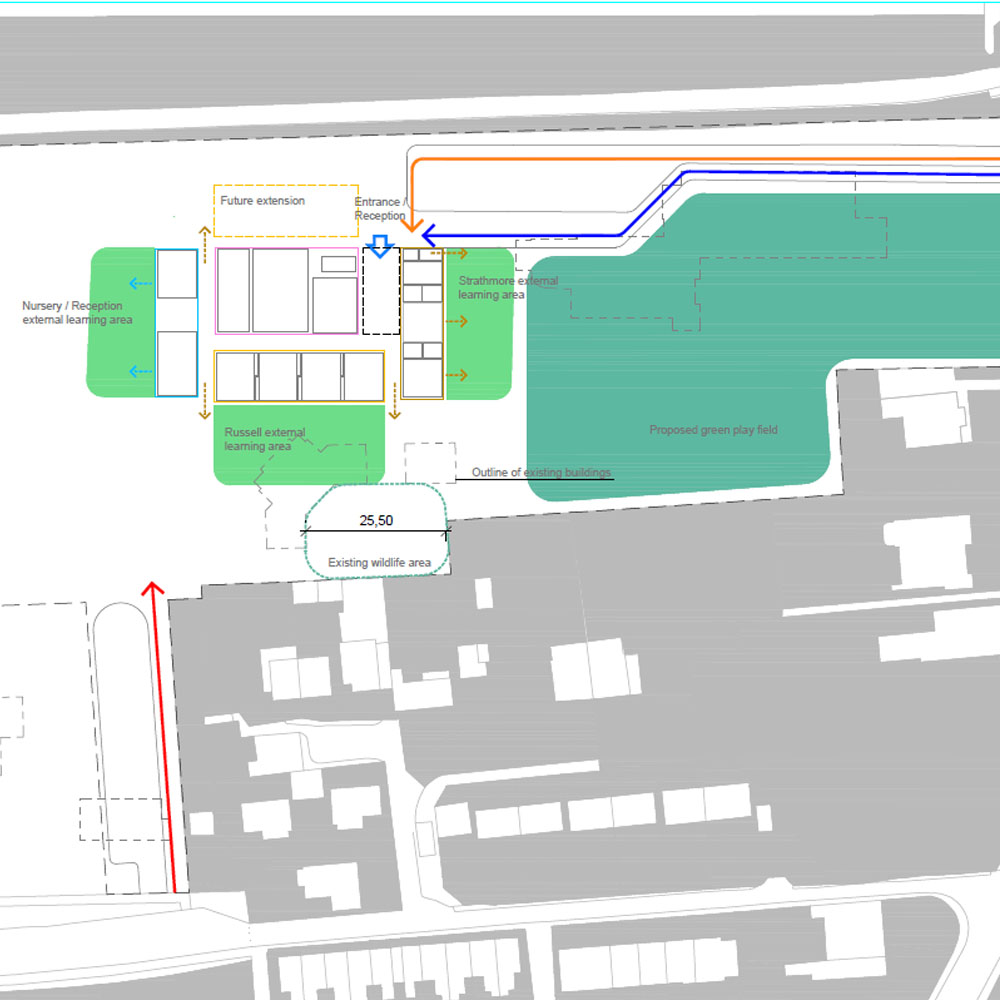 Future extension
Entrance /
Reception
Nursery / Reception
external learning area
Strathmore external
learning area
Russell external
learning area
Proposed green play field
Outline of existing buildings
25,50
Existing wildlife area